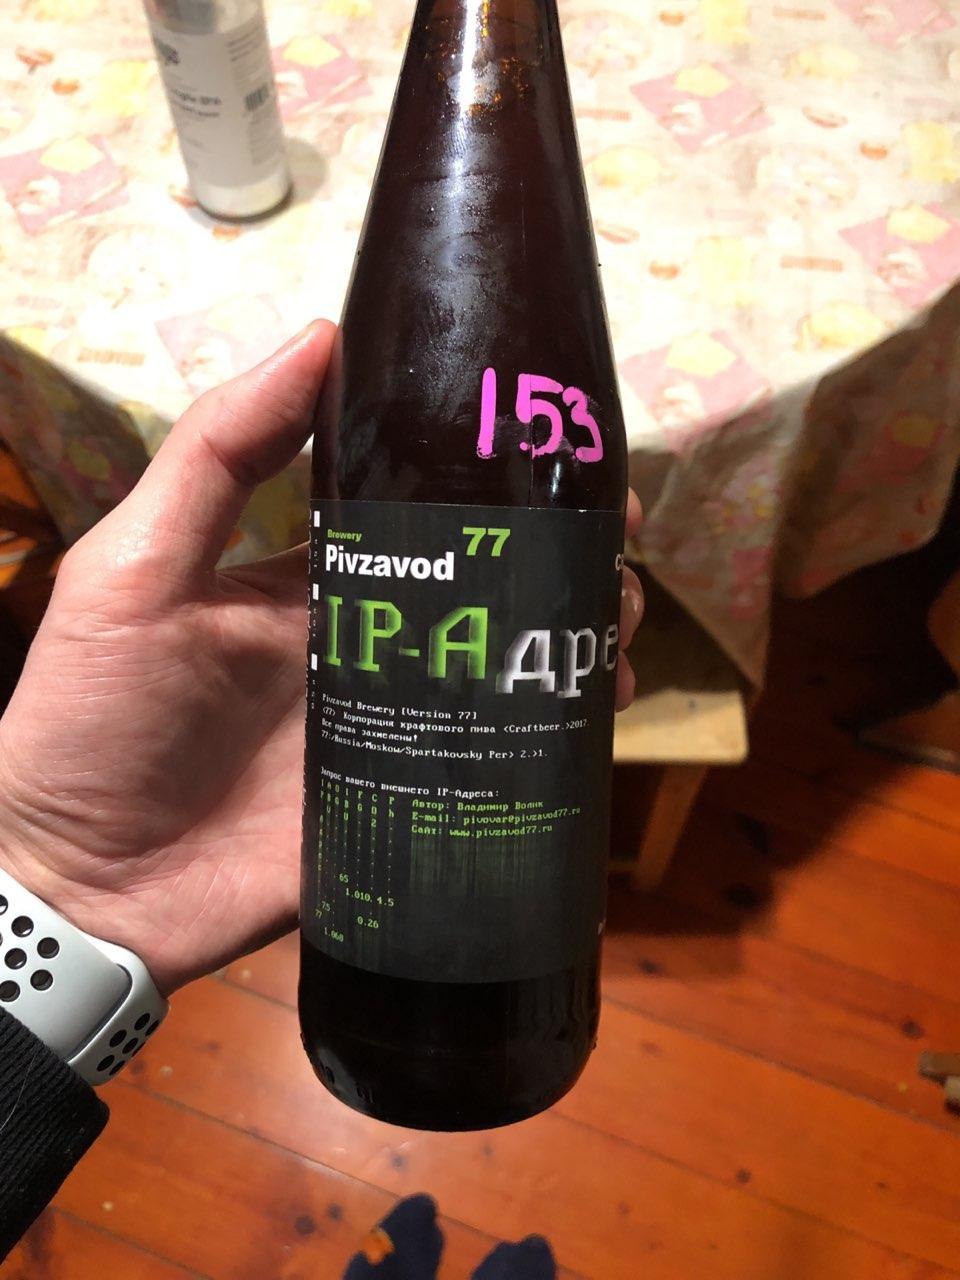 153
Brewery
Pivzavod 77
IP-Адре
Pivzavod Brewery [Version 77]
<77> Корпорация крафтового пива <Craftbeer.>2017.
Все права захмелены!
77:/Russia/Moskow/Spartakovsky Per> 2.>1.
Запрос вашего внешнего IP-Адреса:
Автор: Владимир Волик
E-mail: pivovar@pivzavod77.ru
Сайт: www.pivzavod77.ru
65
1.010. 4.5
75.
0.26
77
1.060